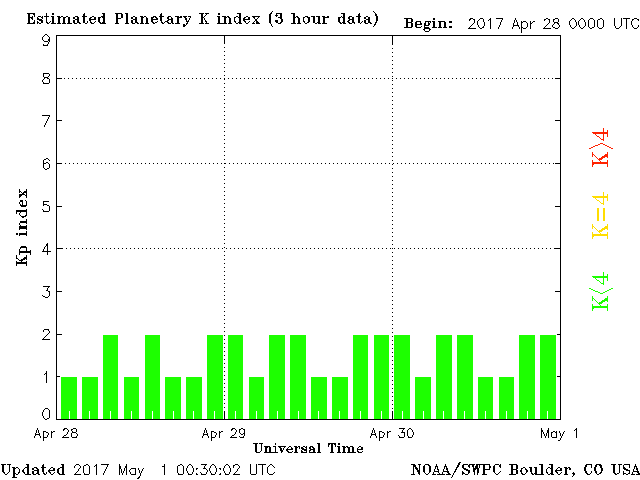 Estimated Planetary K index (3 hour data) Begin: 2017 Apr 28 0000 UTC
9
8
7
6
5
4
3
2
1
0
Kp index
K>4
K=4
K<4
Apr 28 Apr 29 Apr 30 May 1
Universal Time
Updated 2017 May 1 00:30:02 UTC NOAA/SWPC Boulder, CO USA